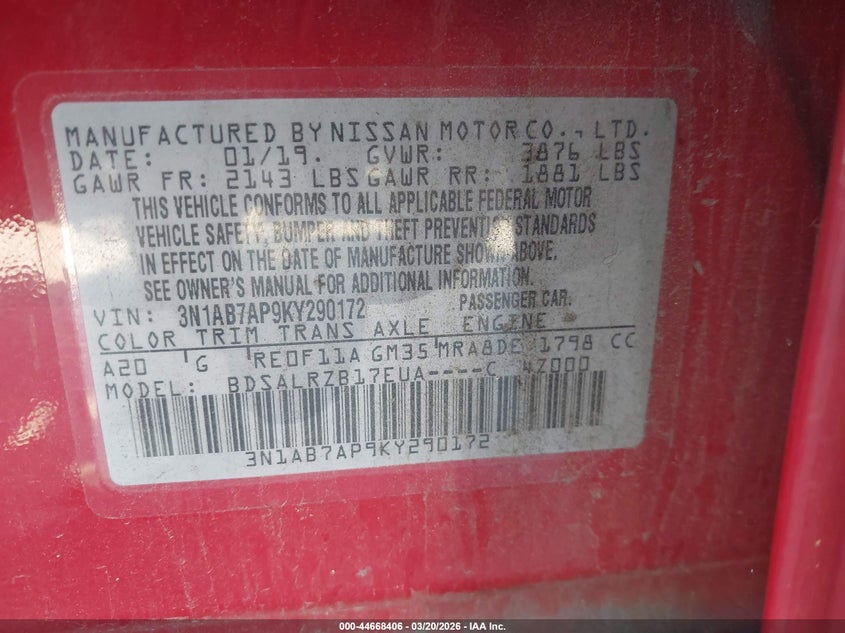 MANUFACTURED BY NISSAN MOTOR CO., LTD.
DATE: 01/19. GVWR: 3876 LBS
GAWR FR: 2143 LBS GAWR RR: 1881 LBS
THIS VEHICLE CONFORMS TO ALL APPLICABLE FEDERAL MOTOR
VEHICLE SAFETY, BUMPER AND THEFT PREVENTION STANDARDS
IN EFFECT ON THE DATE OF MANUFACTURE SHOWN ABOVE.
SEE OWNER'S MANUAL FOR ADDITIONAL INFORMATION.
VIN: 3N1AB7AP9KY290172 PASSENGER CAR.
COLOR TRIM TRANS AXLE ENGINE
A20 G RE0F11A GM35 MRA8DE 1798 CC
MODEL: BDSALRZB17EUA----C 4Z000
3N1AB7AP9KY290172
000-44668406 — 03/20/2026 — IAA Inc.